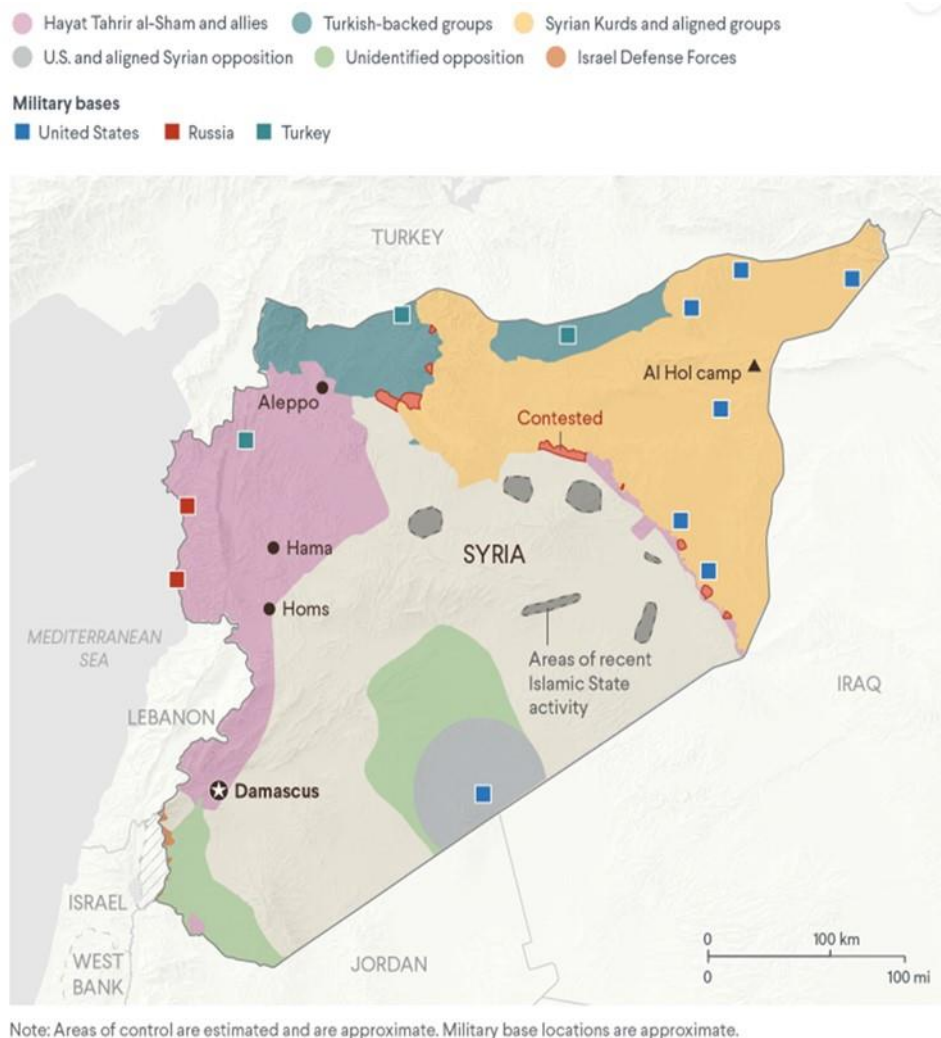 Hayat Tahrir al-Sham and allies
Turkish-backed groups
Syrian Kurds and aligned groups
U.S. and aligned Syrian opposition
Unidentified opposition
Israel Defense Forces
Military bases
United States
Russia
Turkey
TURKEY
Al Hol camp
Aleppo
Contested
Hama
SYRIA
Homs
MEDITERRANEAN
SEA
Areas of recent
Islamic State
activity
IRAQ
LEBANON
Damascus
ISRAEL
WEST
BANK
JORDAN
0
100 km
0
100 mi
Note: Areas of control are estimated and are approximate. Military base locations are approximate.